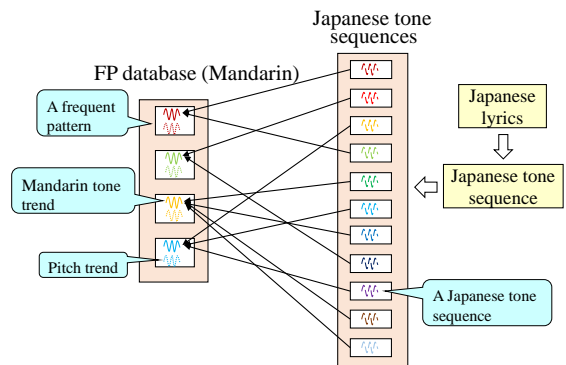 Japanese tone
sequences
FP database (Mandarin)
A frequent
pattern
Mandarin tone
trend
Pitch trend
Japanese
lyrics
Japanese tone
sequence
A Japanese tone
sequence